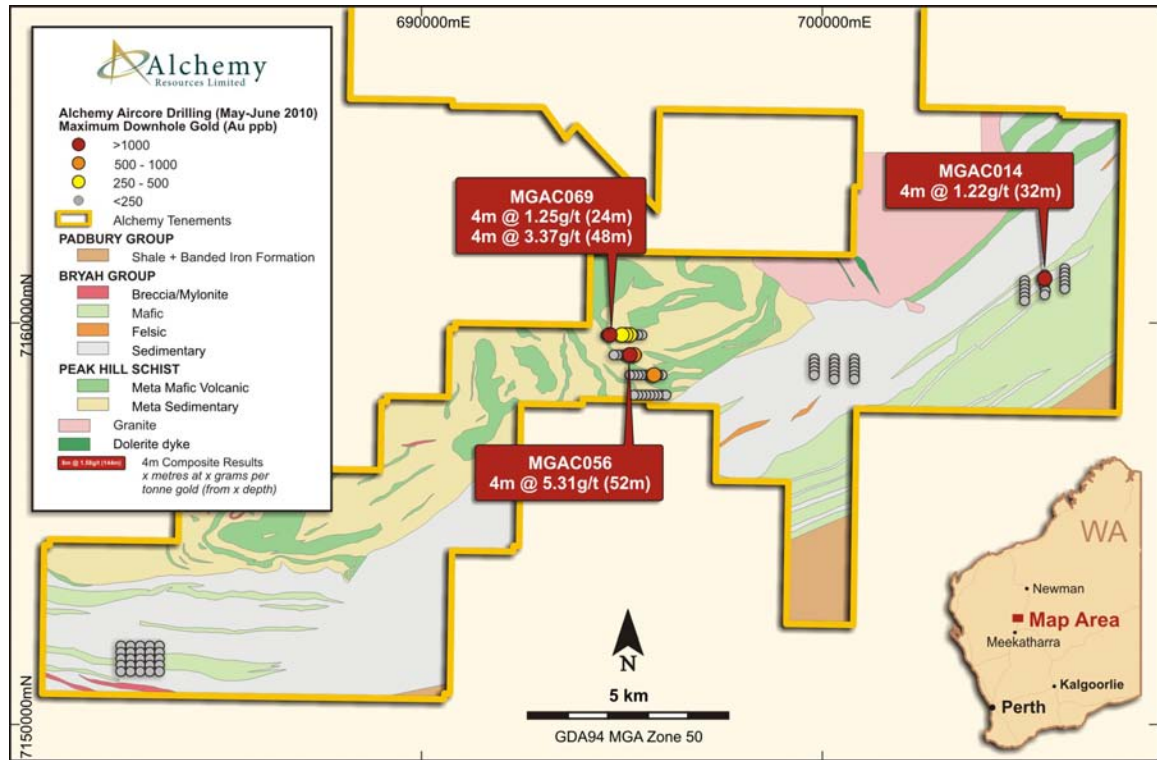 690000mE
700000mE
7160000mN
7150000mN
Alchemy
Resources Limited
Alchemy Aircore Drilling (May-June 2010)
Maximum Downhole Gold (Au ppb)
>1000
500 - 1000
250 - 500
<250
Alchemy Tenements
PADBURY GROUP
Shale + Banded Iron Formation
BRYAH GROUP
Breccia/Mylonite
Mafic
Felsic
Sedimentary
PEAK HILL SCHIST
Meta Mafic Volcanic
Meta Sedimentary
Granite
Dolerite dyke
4m Composite Results
x metres at x grams per
tonne gold (from x depth)
MGAC069
4m @ 1.25g/t (24m)
4m @ 3.37g/t (48m)
MGAC014
4m @ 1.22g/t (32m)
MGAC056
4m @ 5.31g/t (52m)
N
5 km
GDA94 MGA Zone 50
WA
Newman
Map Area
Meekatharra
Kalgoorlie
Perth